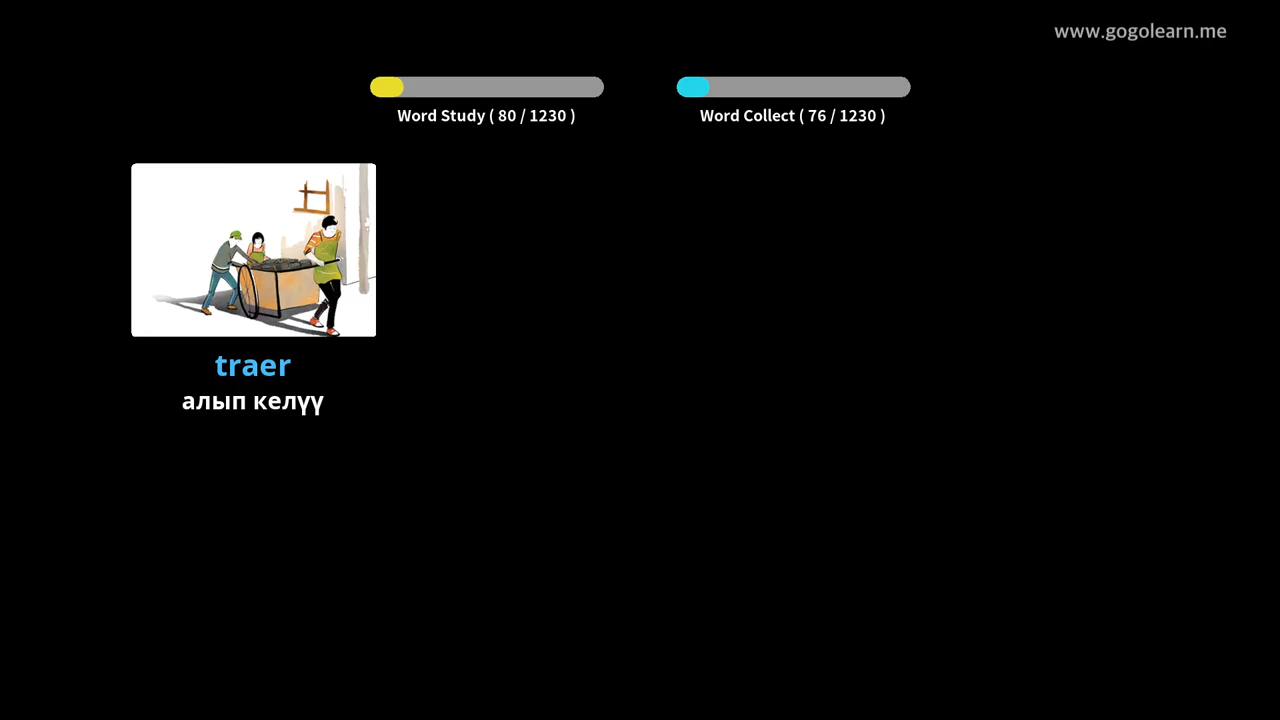 www.gogolearn.me
Word Study ( 80 / 1230 )
Word Collect ( 76 / 1230 )
traer
алып келүү